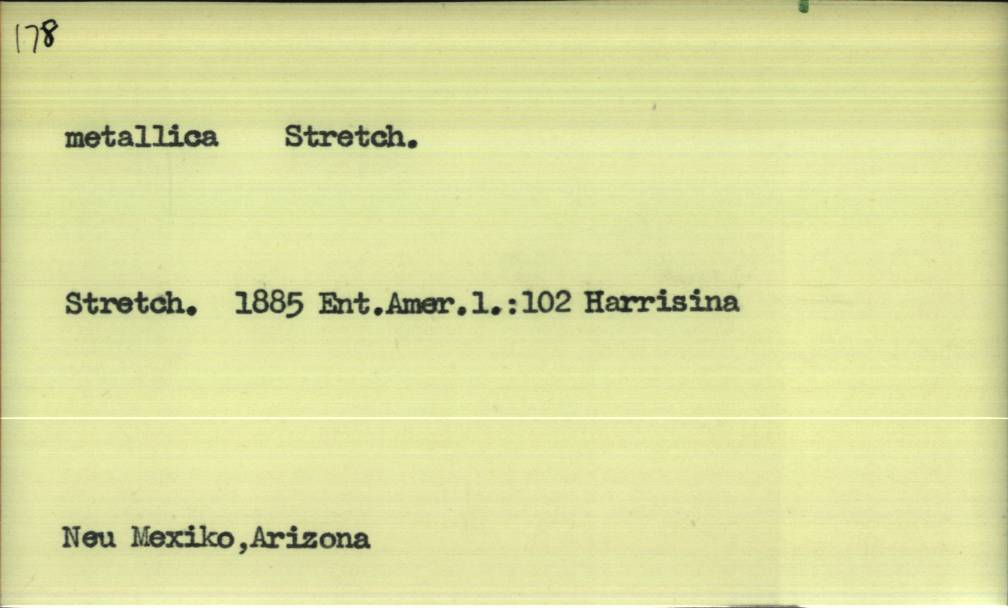 178
metallica Stretch.
Stretch. 1885 Ent.Amer.1.:102 Harrisina
Neu Mexiko,Arizona